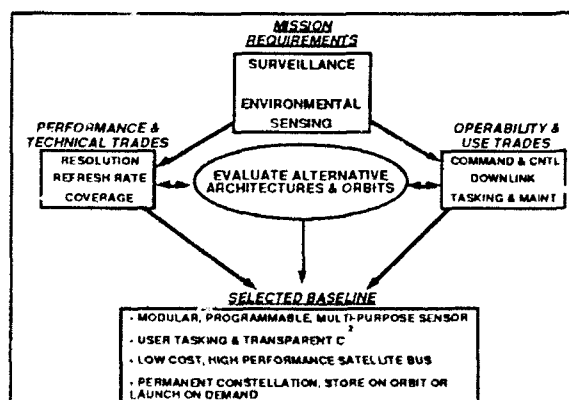 MISSION
REQUIREMENTS
SURVEILLANCE
ENVIRONMENTAL
SENSING
PERFORMANCE &
TECHNICAL TRADES
RESOLUTION
REFRESH RATE
COVERAGE
EVALUATE ALTERNATIVE
ARCHITECTURES & ORBITS
OPERABILITY &
USE TRADES
COMMAND & CNTL
DOWNLINK
TASKING & MAINT
SELECTED BASELINE
- MODULAR, PROGRAMMABLE, MULTI-PURPOSE SENSOR
- USER TASKING & TRANSPARENT C²
- LOW COST, HIGH PERFORMANCE SATELLITE BUS
- PERMANENT CONSTELLATION, STORE ON ORBIT OR
LAUNCH ON DEMAND